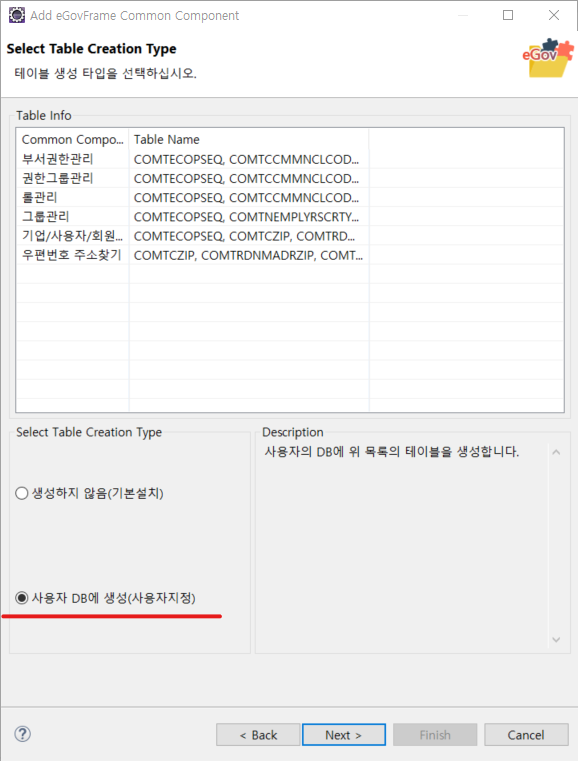 Add eGovFrame Common Component
Select Table Creation Type
테이블 생성 타입을 선택하십시오.
eGov
Table Info
Common Compo... Table Name
부서권한관리 COMTECOPSEQ, COMTCCMMNCLCOD...
권한그룹관리 COMTECOPSEQ, COMTCCMMNCLCOD...
롤관리 COMTECOPSEQ, COMTCCMMNCLCOD...
그룹관리 COMTECOPSEQ, COMTNEMPLYRSCRTY...
기업/사용자/회원... COMTECOPSEQ, COMTCZIP, COMTRD...
우편번호 주소찾기 COMTCZIP, COMTRDNMADRZIP, COMT...
Select Table Creation Type
생성하지 않음(기본설치)
사용자 DB에 생성(사용자지정)
Description
사용자의 DB에 위 목록의 테이블을 생성합니다.
?
< Back Next > Finish Cancel